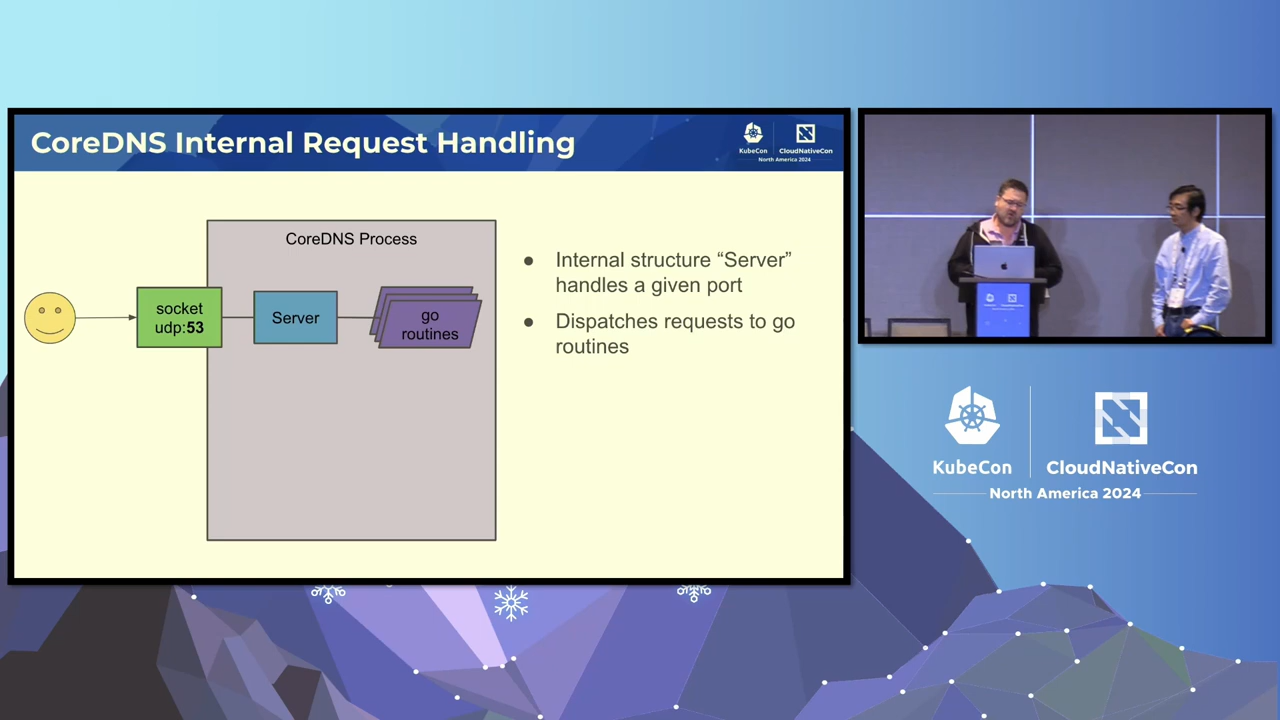 CoreDNS Internal Request Handling
KubeCon
CloudNativeCon
North America 2024
CoreDNS Process
socket
udp:53
Server
go
routines
● Internal structure “Server”
handles a given port
● Dispatches requests to go
routines
KubeCon
CloudNativeCon
North America 2024